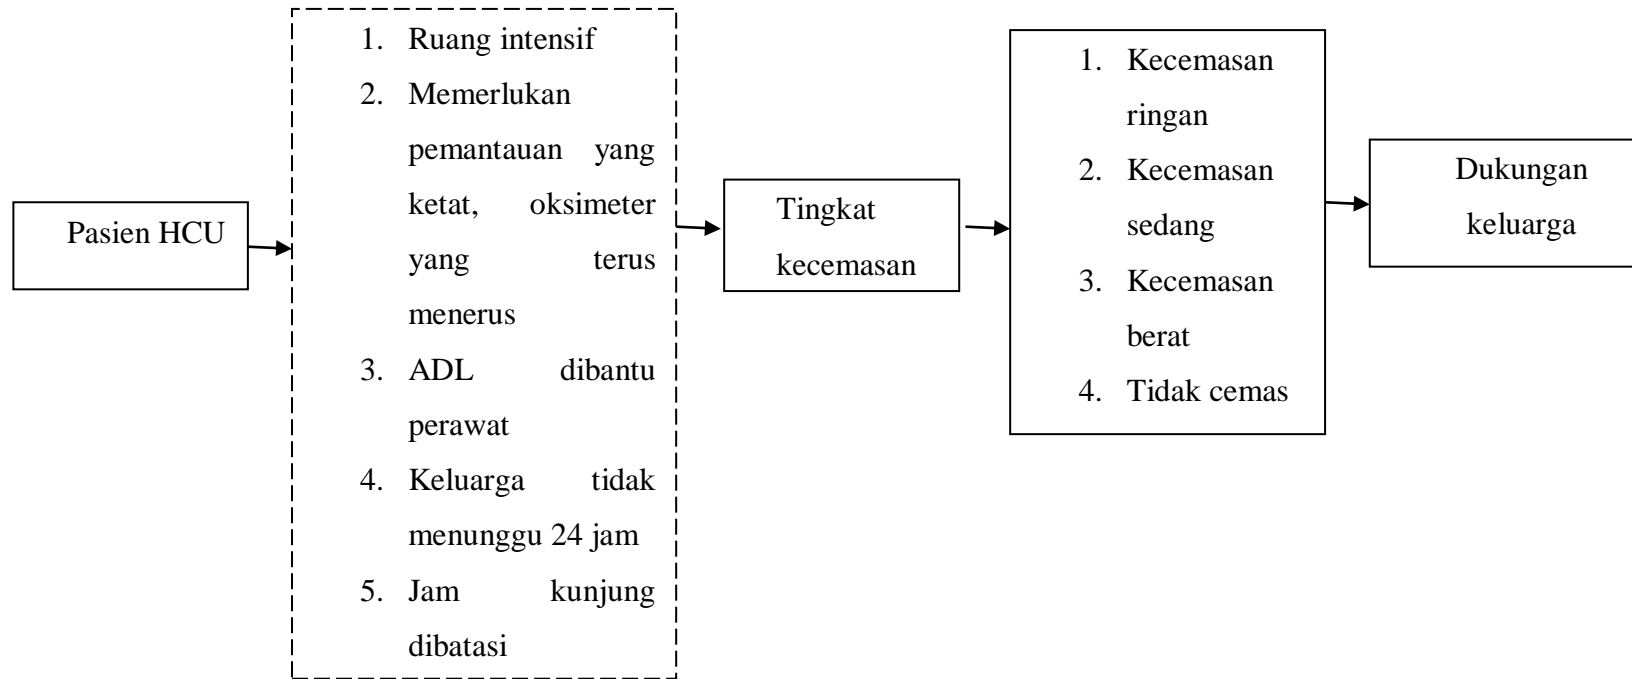 Pasien HCU
1. Ruang intensif
2. Memerlukan
pemantauan yang
ketat, oksimeter
yang terus
menerus
3. ADL dibantu
perawat
4. Keluarga tidak
menunggu 24 jam
5. Jam kunjung
dibatasi
Tingkat
kecemasan
1. Kecemasan
ringan
2. Kecemasan
sedang
3. Kecemasan
berat
4. Tidak cemas
Dukungan
keluarga